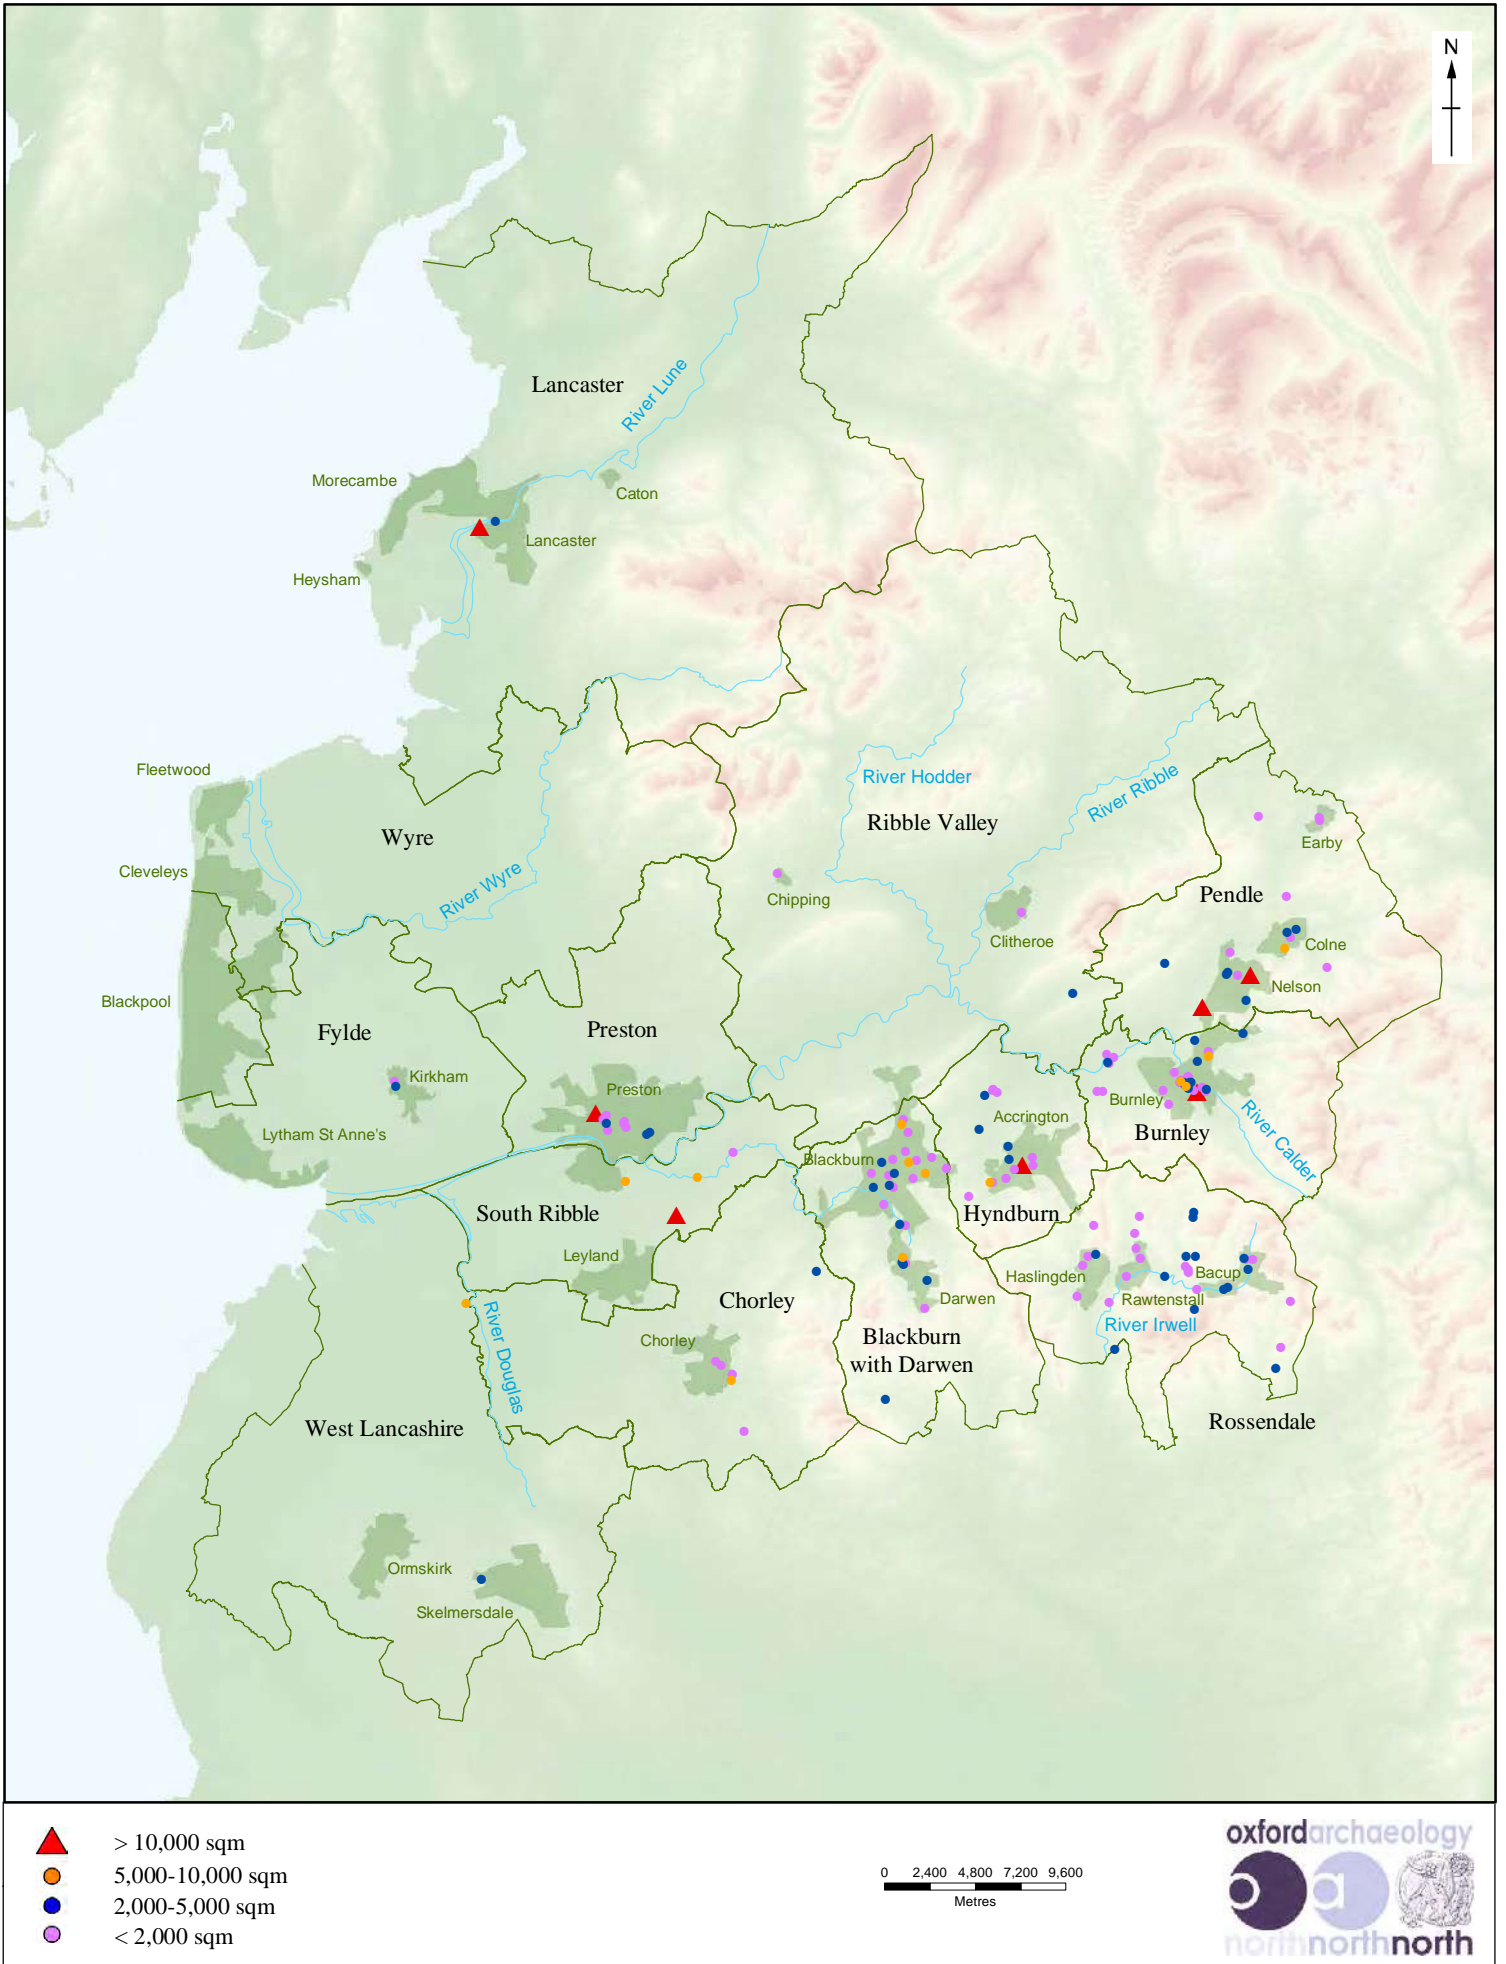 N
Lancaster
River Lune
Morecambe
Caton
Lancaster
Heysham
Fleetwood
River Hodder
River Ribble
Ribble Valley
Wyre
Earby
Cleveleys
River Wyre
Pendle
Chipping
Clitheroe
Colne
Nelson
Blackpool
Fylde
Preston
Kirkham
Preston
Burnley
Accrington
River Calder
Lytham St Anne's
Burnley
Blackburn
South Ribble
Hyndburn
Leyland
Haslingden
Bacup
Chorley
Darwen
Rawtenstall
River Irwell
River Douglas
Chorley
Blackburn
with Darwen
West Lancashire
Rossendale
Ormskirk
Skelmersdale
> 10,000 sqm
5,000-10,000 sqm
2,000-5,000 sqm
< 2,000 sqm
0 2,400 4,800 7,200 9,600
Metres
oxfordarchaeology
o a
northnorthnorth